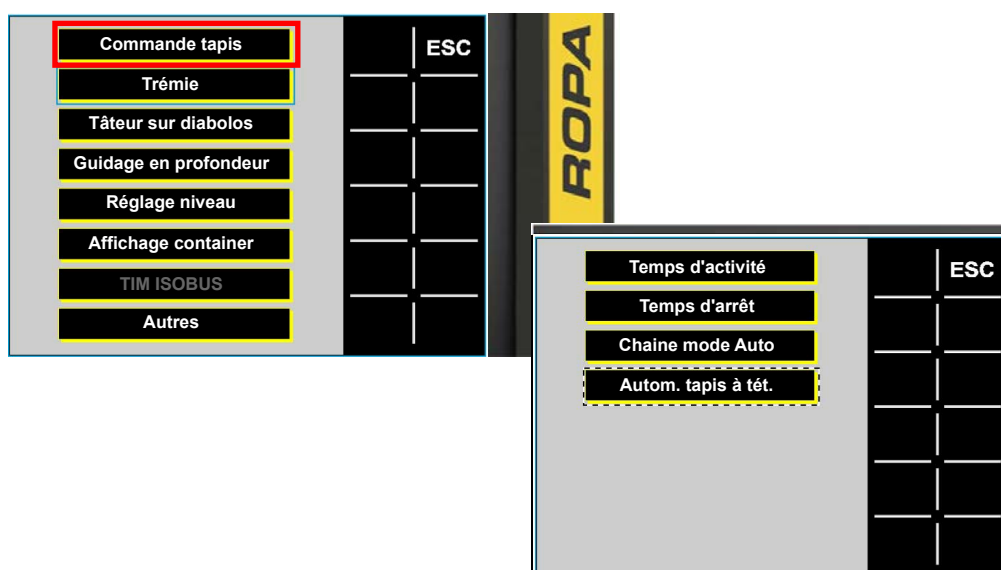 Commande tapis
ESC
Trémie
Tâteur sur diabolos
Guidage en profondeur
Réglage niveau
Affichage container
TIM ISOBUS
Autres
ROPA
Temps d'activité
ESC
Temps d'arrêt
Chaine mode Auto
Autom. tapis à tét.